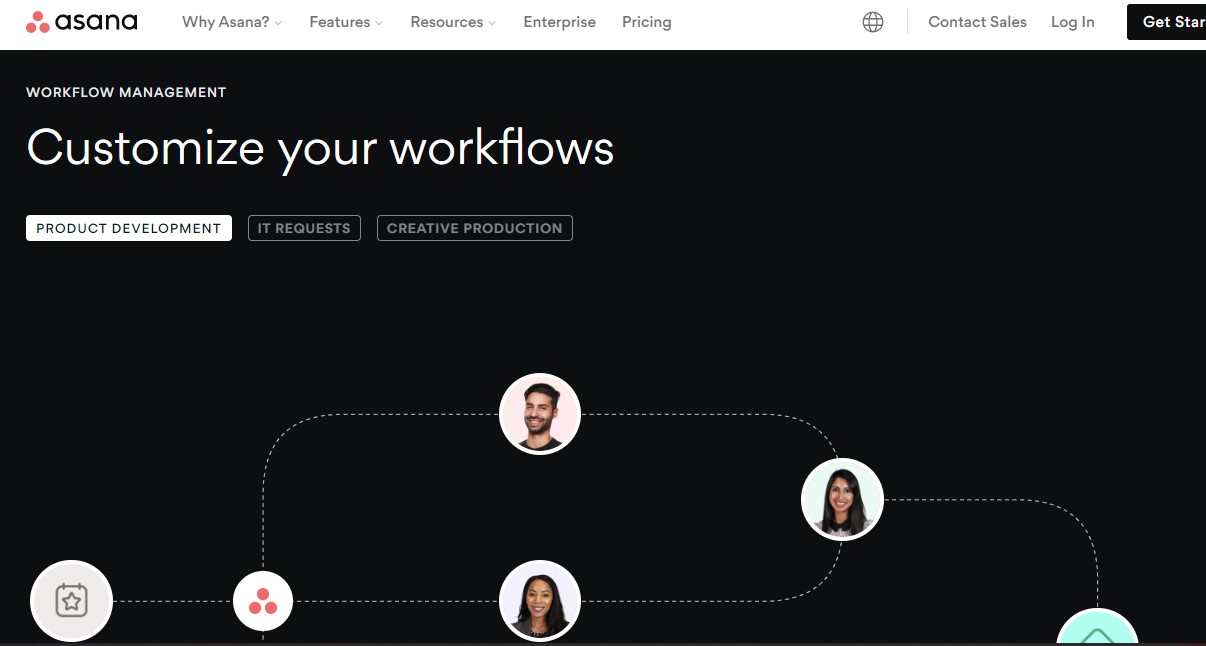 asana Why Asana? Features Resources Enterprise Pricing Contact Sales Log In Get Star
WORKFLOW MANAGEMENT
Customize your workflows
PRODUCT DEVELOPMENT IT REQUESTS CREATIVE PRODUCTION